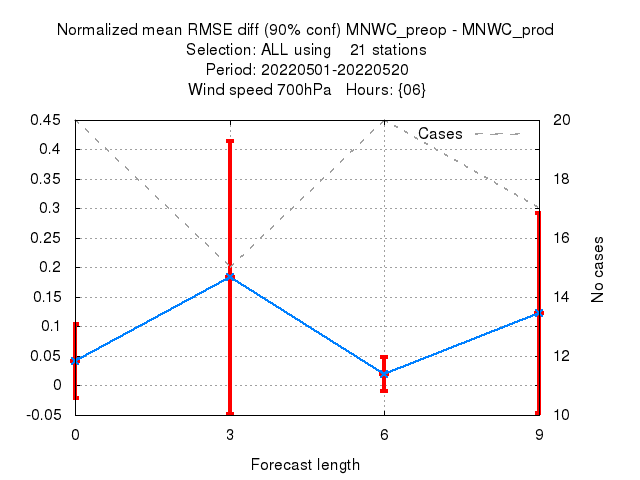 Normalized mean RMSE diff (90% conf) MNWC_preop - MNWC_prod
Selection: ALL using 21 stations
Period: 20220501-20220520
Wind speed 700hPa Hours: {06}
0.45
0.4
0.35
0.3
0.25
0.2
0.15
0.1
0.05
0
-0.05
Cases
20
18
16
14
12
10
No cases
0 3 6 9
Forecast length